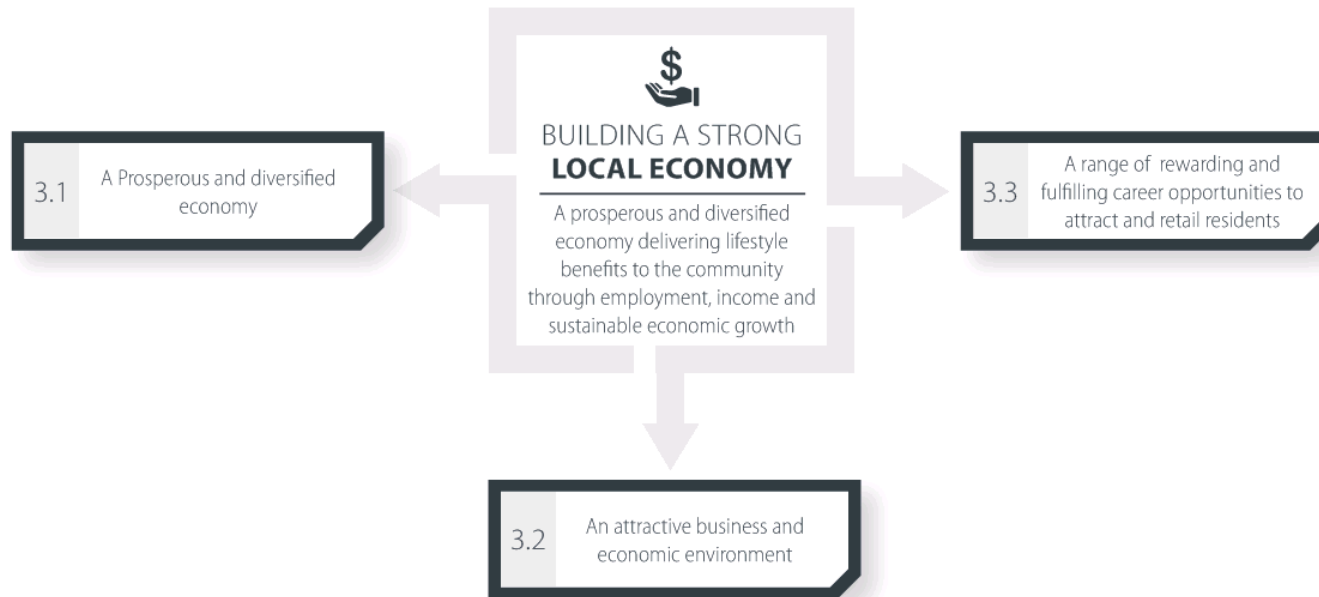 $
BUILDING A STRONG
LOCAL ECONOMY
A prosperous and diversified
economy delivering lifestyle
benefits to the community
through employment, income and
sustainable economic growth
3.1
A Prosperous and diversified
economy
3.2
An attractive business and
economic environment
3.3
A range of rewarding and
fulfilling career opportunities to
attract and retail residents